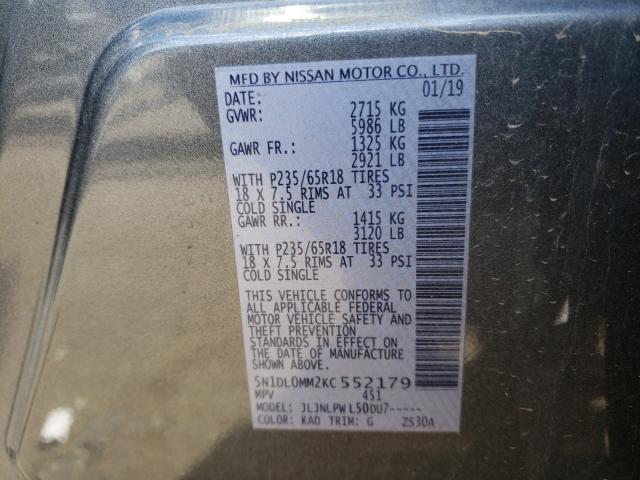 MFD BY NISSAN MOTOR CO., LTD.
DATE: 01/19
GVWR: 2715 KG
5986 LB
GAWR FR.: 1325 KG
2921 LB
WITH P235/65R18 TIRES
18 X 7.5 RIMS AT 33 PSI
COLD SINGLE
GAWR RR.: 1415 KG
3120 LB
WITH P235/65R18 TIRES
18 X 7.5 RIMS AT 33 PSI
COLD SINGLE
THIS VEHICLE CONFORMS TO
ALL APPLICABLE FEDERAL
MOTOR VEHICLE SAFETY AND
THEFT PREVENTION
STANDARDS IN EFFECT ON
THE DATE OF MANUFACTURE
SHOWN ABOVE.
5N1DL0MM2KC552179
MPV 451
MODEL: JLJNLPW L50DU7-----
COLOR: KAD TRIM: G 2S30A